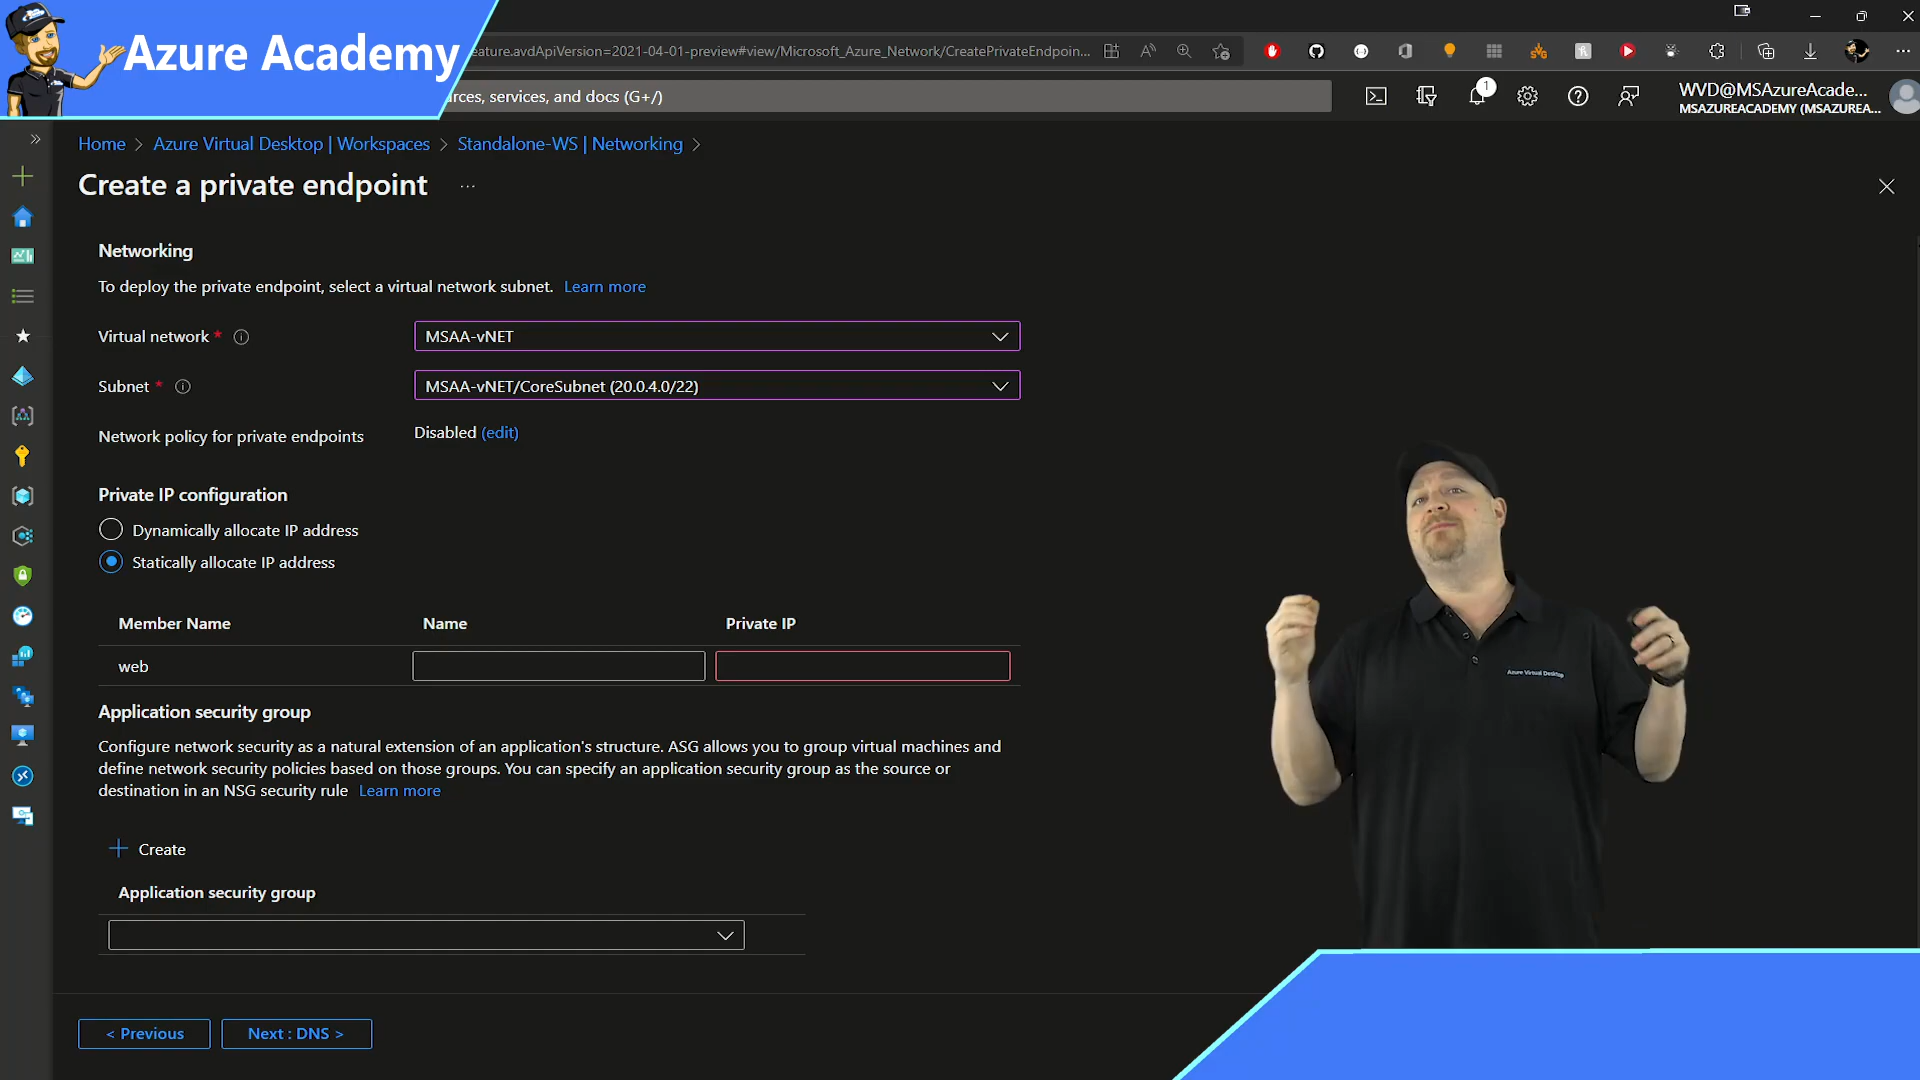 Azure Academy
eature.avdApiVersion=2021-04-01-preview#view/Microsoft_Azure_Network/CreatePrivateEndpoin...
rces, services, and docs (G+/)
1
WVD@MSAzureAcade...
MSAZUREACADEMY (MSAZUREA...
Home > Azure Virtual Desktop | Workspaces > Standalone-WS | Networking >
Create a private endpoint ...
Networking
To deploy the private endpoint, select a virtual network subnet. Learn more
Virtual network *
MSAA-vNET
Subnet *
MSAA-vNET/CoreSubnet (20.0.4.0/22)
Network policy for private endpoints
Disabled (edit)
Private IP configuration
Dynamically allocate IP address
Statically allocate IP address
Member Name Name Private IP
web
Application security group
Configure network security as a natural extension of an application's structure. ASG allows you to group virtual machines and
define network security policies based on those groups. You can specify an application security group as the source or
destination in an NSG security rule Learn more
+ Create
Application security group
< Previous
Next : DNS >
Azure Virtual Desktop